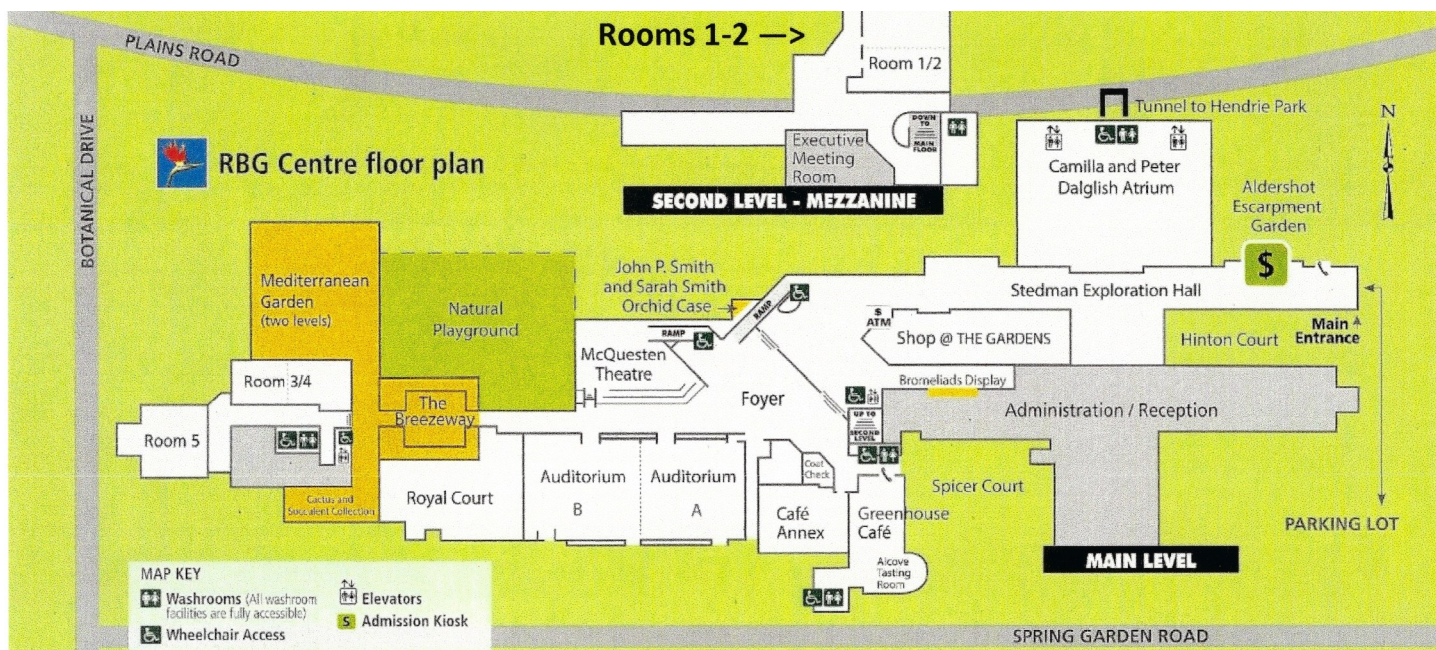 Rooms 1-2 —>
PLAINS ROAD
Room 1/2
Tunnel to Hendrie Park
N
BOTANICAL DRIVE
RBG Centre floor plan
DOWN
TO
MAIN
FLOOR
Executive
Meeting
Room
SECOND LEVEL - MEZZANINE
Camilla and Peter
Dalglish Atrium
Aldershot
Escarpment
Garden
$
John P. Smith
and Sarah Smith
Orchid Case
Mediterranean
Garden
(two levels)
Natural
Playground
RAMP
RAMP
Stedman Exploration Hall
$
ATM
Shop @ THE GARDENS
Hinton Court
Main
Entrance
McQuesten
Theatre
Room 3/4
The
Breezeway
Foyer
Bromeliads Display
Administration / Reception
UP TO
SECOND
LEVEL
Room 5
Royal Court
Auditorium
B
Auditorium
A
Coat
Check
Café
Annex
Greenhouse
Café
Spicer Court
Cactus and
Succulent Collection
Alcove
Tasting
Room
PARKING LOT
MAIN LEVEL
MAP KEY
Washrooms (All washroom
facilities are fully accessible)
Wheelchair Access
Elevators
$ Admission Kiosk
SPRING GARDEN ROAD